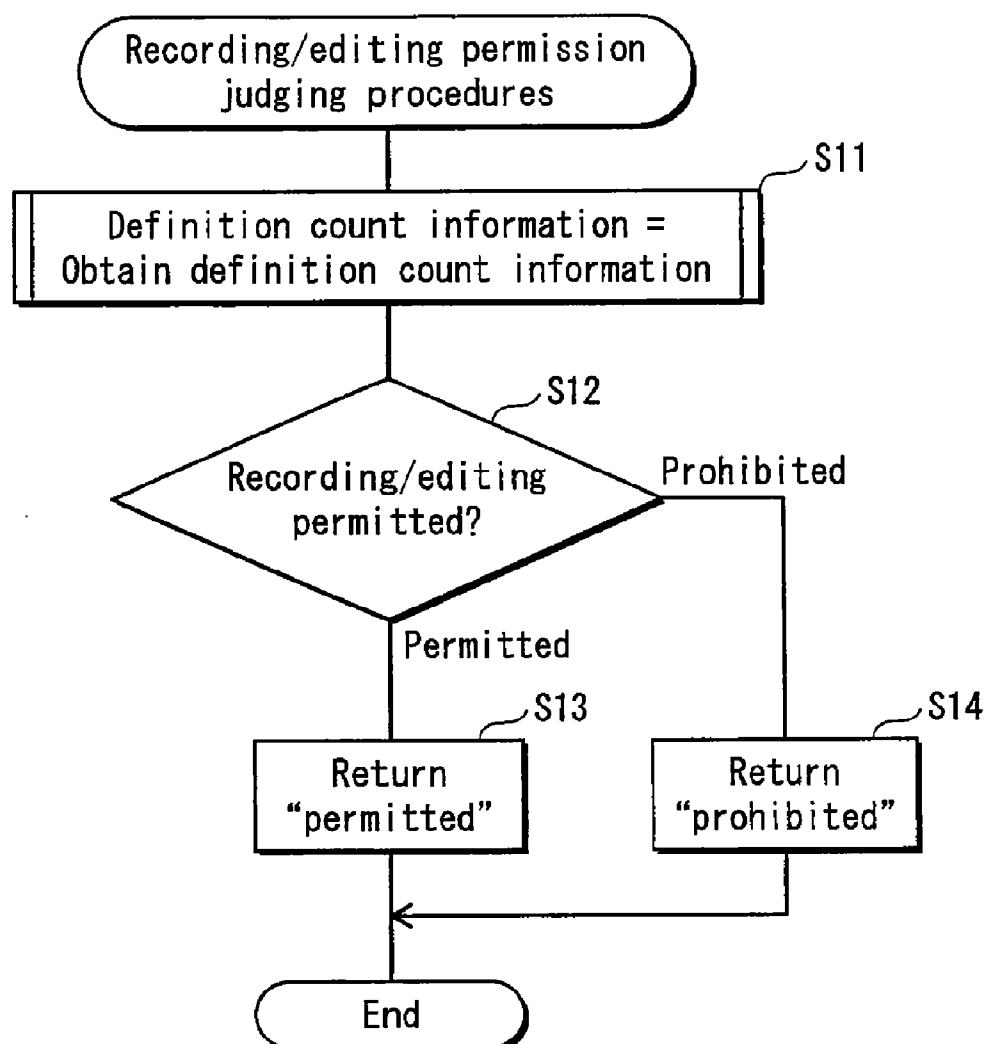 Recording/editing permission
judging procedures
S11
Definition count information =
Obtain definition count information
S12
Recording/editing
permitted?
Prohibited
Permitted
S13
Return
“permitted”
S14
Return
“prohibited”
End